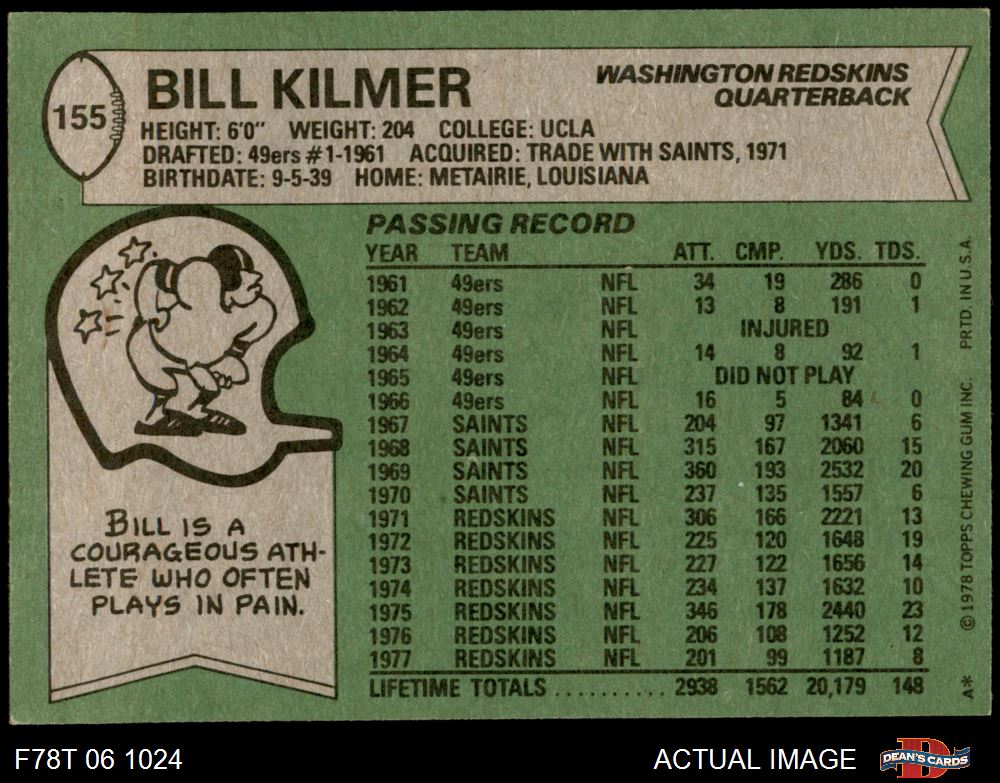 155
BILL KILMER
WASHINGTON REDSKINS
QUARTERBACK
HEIGHT: 6'0" WEIGHT: 204 COLLEGE: UCLA
DRAFTED: 49ers #1-1961 ACQUIRED: TRADE WITH SAINTS, 1971
BIRTHDATE: 9-5-39 HOME: METAIRIE, LOUISIANA
PASSING RECORD
YEAR TEAM ATT. CMP. YDS. TDS.
1961 49ers NFL 34 19 286 0
1962 49ers NFL 13 8 191 1
1963 49ers NFL INJURED
1964 49ers NFL 14 8 92 1
1965 49ers NFL DID NOT PLAY
1966 49ers NFL 16 5 84 0
1967 SAINTS NFL 204 97 1341 6
1968 SAINTS NFL 315 167 2060 15
1969 SAINTS NFL 360 193 2532 20
1970 SAINTS NFL 237 135 1557 6
1971 REDSKINS NFL 306 166 2221 13
1972 REDSKINS NFL 225 120 1648 19
1973 REDSKINS NFL 227 122 1656 14
1974 REDSKINS NFL 234 137 1632 10
1975 REDSKINS NFL 346 178 2440 23
1976 REDSKINS NFL 206 108 1252 12
1977 REDSKINS NFL 201 99 1187 8
LIFETIME TOTALS .......... 2938 1562 20,179 148
BILL IS A
COURAGEOUS ATH-
LETE WHO OFTEN
PLAYS IN PAIN.
© 1978 TOPPS CHEWING GUM INC. PRTD. IN U.S.A.
A*
F78T 06 1024
ACTUAL IMAGE
DEAN'S CARDS